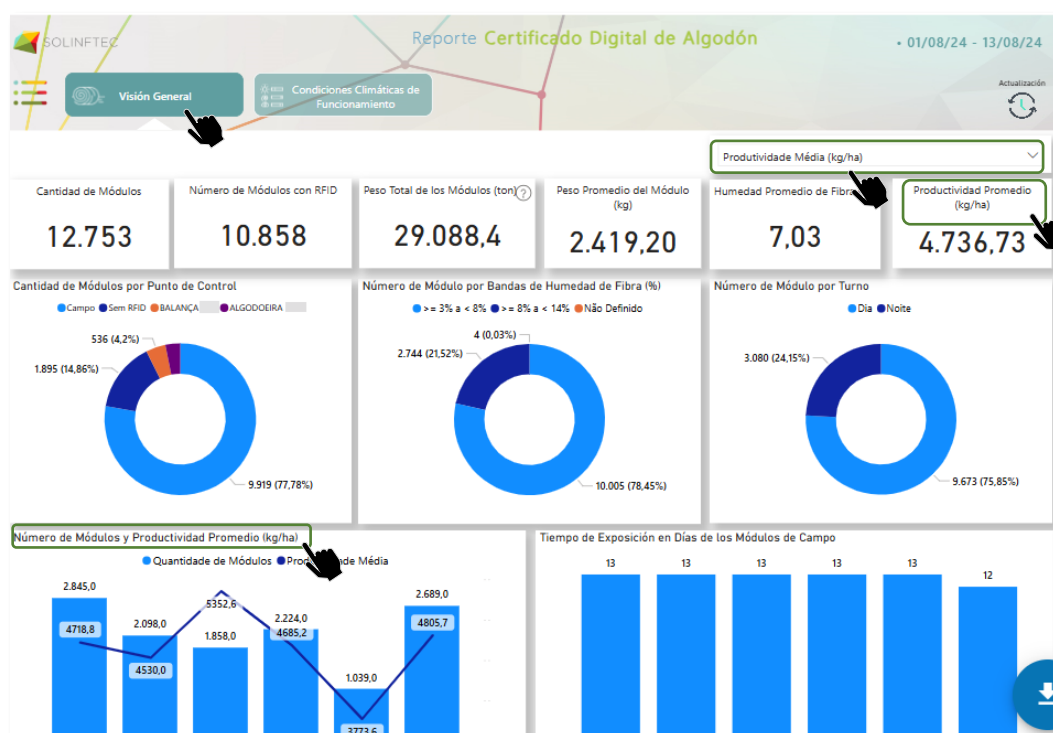 SOLINFTEC
Reporte Certificado Digital de Algodón
• 01/08/24 - 13/08/24
Visión General
Condiciones Climáticas de
Funcionamiento
Actualización
Produtividade Média (kg/ha)
Cantidad de Módulos
12.753
Número de Módulos con RFID
10.858
Peso Total de los Módulos (ton)
?
29.088,4
Peso Promedio del Módulo
(kg)
2.419,20
Humedad Promedio de Fibra
7,03
Productividad Promedio
(kg/ha)
4.736,73
Cantidad de Módulos por Punto de Control
Campo Sem RFID BALANÇA ALGODOEIRA
536 (4,2%)
1.895 (14,86%)
9.919 (77,78%)
Número de Módulo por Bandas de Humedad de Fibra (%)
>= 3% a < 8% >= 8% a < 14% Não Definido
4 (0,03%)
2.744 (21,52%)
10.005 (78,45%)
Número de Módulo por Turno
Dia Noite
3.080 (24,15%)
9.673 (75,85%)
Número de Módulos y Productividad Promedio (kg/ha)
Quantidade de Módulos Média
2.845,0
2.098,0
1.858,0
2.224,0
1.039,0
2.689,0
4718,8
4530,0
5352,6
4685,2
3773,6
4805,7
Tiempo de Exposición en Días de los Módulos de Campo
13 13 13 13 13 12